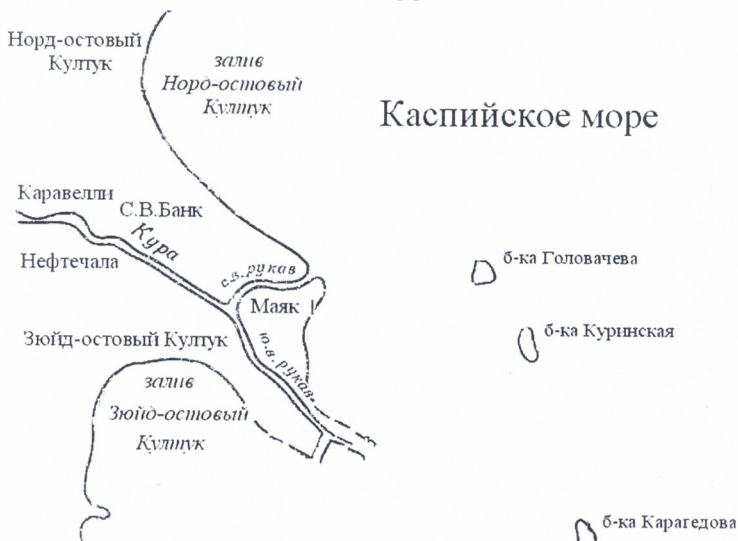 Норд-остовый
Култук
залив
Норд-остовый
Култук
Каспийское море
Каравелли
С.В.Банк
Кура
Нефтечала
с.в. рукав
б-ка Головачева
Маяк
Зюйд-остовый Култук
ю.в. рукав
б-ка Куринская
залив
Зюйд-остовый
Култук
б-ка Карагедова